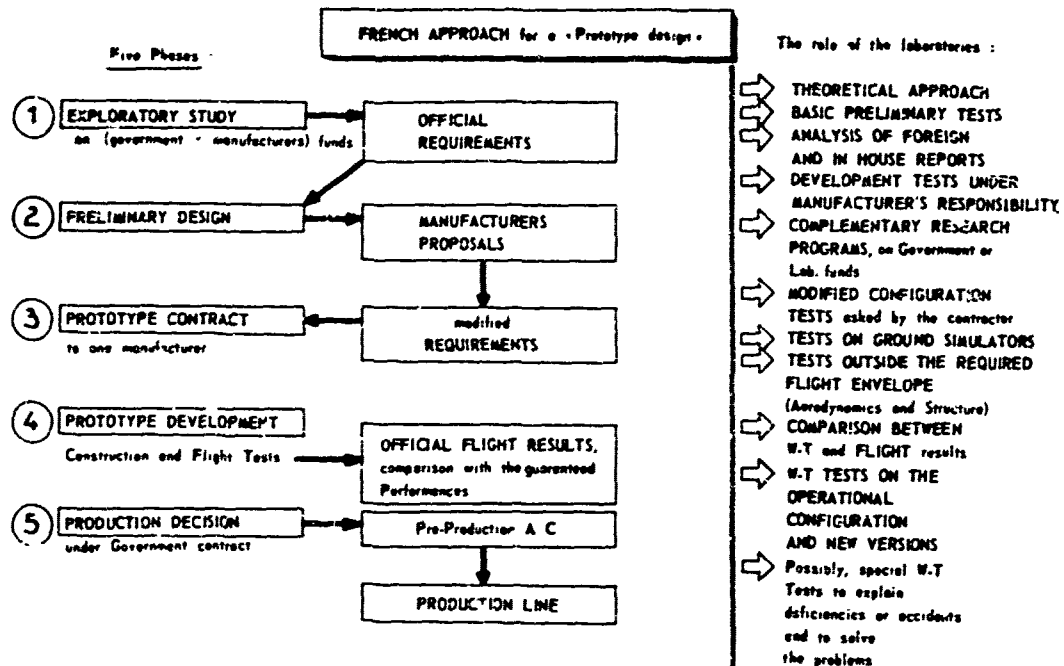 FRENCH APPROACH for a «Prototype design»
Five Phases
1 EXPLORATORY STUDY
on (government - manufacturers) funds
OFFICIAL
REQUIREMENTS
2 PRELIMINARY DESIGN
MANUFACTURERS
PROPOSALS
3 PROTOTYPE CONTRACT
to one manufacturer
modified
REQUIREMENTS
4 PROTOTYPE DEVELOPMENT
Construction and Flight Tests
OFFICIAL FLIGHT RESULTS,
comparison with the guaranteed
Performances
5 PRODUCTION DECISION
under Government contract
Pre-Production A C
PRODUCTION LINE
The role of the laboratories :
THEORETICAL APPROACH
BASIC PRELIMINARY TESTS
ANALYSIS OF FOREIGN
AND IN HOUSE REPORTS
DEVELOPMENT TESTS UNDER
MANUFACTURER'S RESPONSIBILITY
COMPLEMENTARY RESEARCH
PROGRAMS, on Government or
Lab. funds
MODIFIED CONFIGURATION
TESTS asked by the contractor
TESTS ON GROUND SIMULATORS
TESTS OUTSIDE THE REQUIRED
FLIGHT ENVELOPE
(Aerodynamics and Structure)
COMPARISON BETWEEN
W-T and FLIGHT results
W-T TESTS ON THE
OPERATIONAL
CONFIGURATION
AND NEW VERSIONS
Possibly, special W-T
Tests to explain
deficiencies or accidents
and to solve
the problems